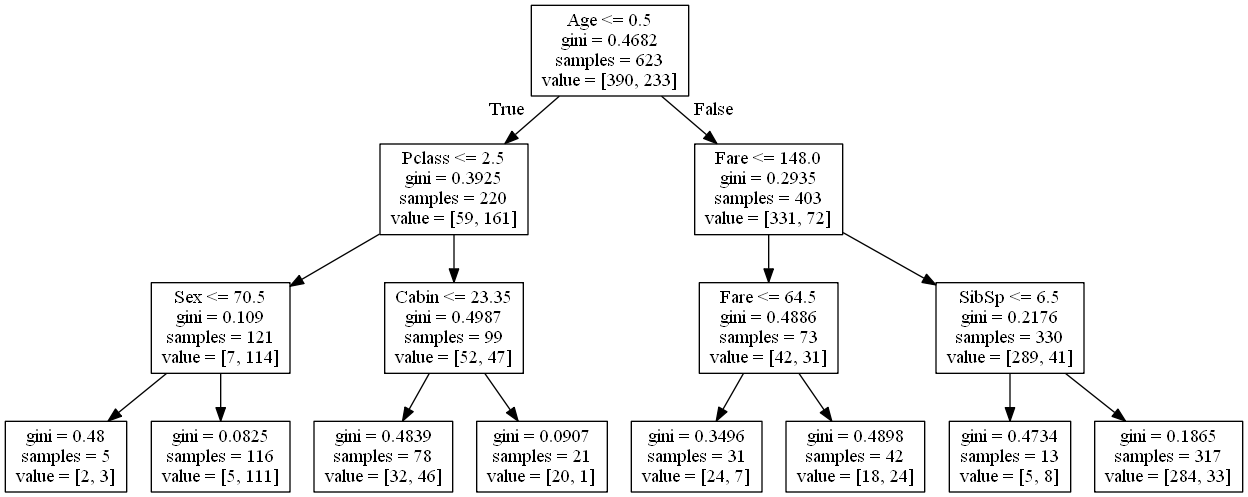 Age <= 0.5
gini = 0.4682
samples = 623
value = [390, 233]
True
False
Pclass <= 2.5
gini = 0.3925
samples = 220
value = [59, 161]
Fare <= 148.0
gini = 0.2935
samples = 403
value = [331, 72]
Sex <= 70.5
gini = 0.109
samples = 121
value = [7, 114]
Cabin <= 23.35
gini = 0.4987
samples = 99
value = [52, 47]
Fare <= 64.5
gini = 0.4886
samples = 73
value = [42, 31]
SibSp <= 6.5
gini = 0.2176
samples = 330
value = [289, 41]
gini = 0.48
samples = 5
value = [2, 3]
gini = 0.0825
samples = 116
value = [5, 111]
gini = 0.4839
samples = 78
value = [32, 46]
gini = 0.0907
samples = 21
value = [20, 1]
gini = 0.3496
samples = 31
value = [24, 7]
gini = 0.4898
samples = 42
value = [18, 24]
gini = 0.4734
samples = 13
value = [5, 8]
gini = 0.1865
samples = 317
value = [284, 33]